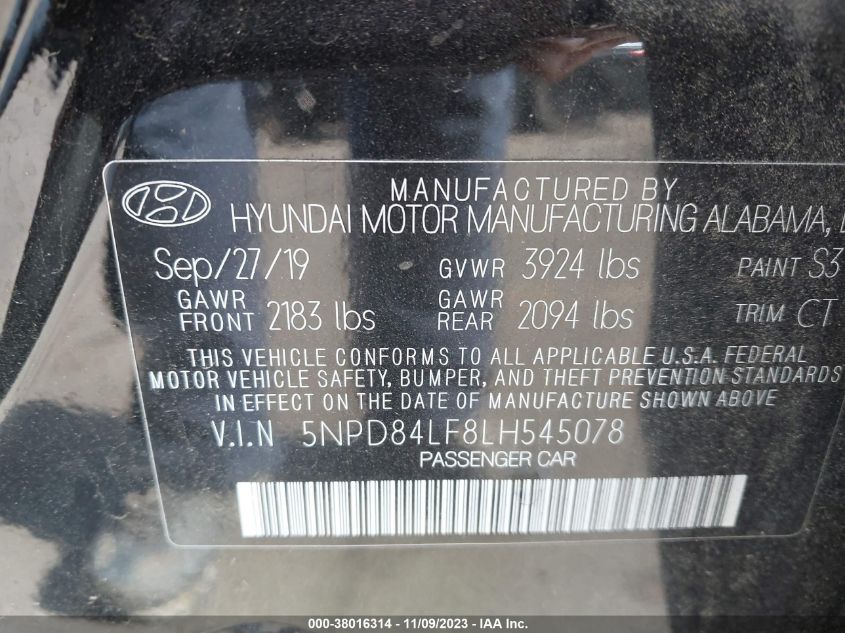 MANUFACTURED BY
HYUNDAI MOTOR MANUFACTURING ALABAMA,
Sep/27/19 GVWR 3924 lbs PAINT S3
GAWR FRONT 2183 lbs GAWR REAR 2094 lbs TRIM CT
THIS VEHICLE CONFORMS TO ALL APPLICABLE U.S.A. FEDERAL
MOTOR VEHICLE SAFETY, BUMPER, AND THEFT PREVENTION STANDARDS
IN EFFECT ON THE DATE OF MANUFACTURE SHOWN ABOVE
V.I.N 5NPD84LF8LH545078
PASSENGER CAR
000-38016314 - 11/09/2023 - IAA Inc.